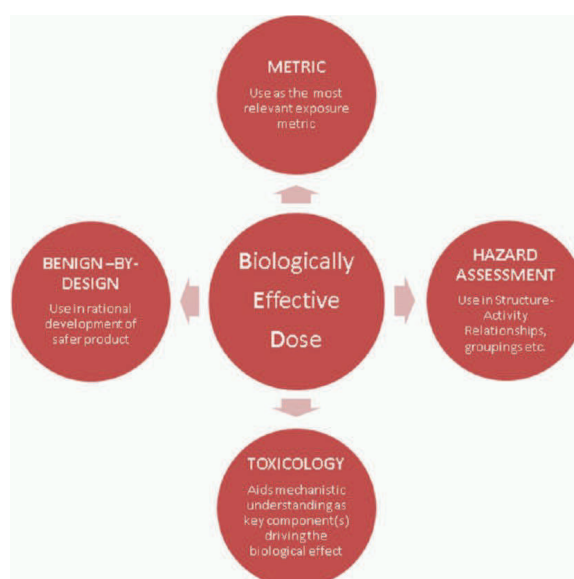 METRIC
Use as the most
relevant exposure
metric
BENIGN –BY-
DESIGN
Use in rational
development of
safer product
Biologically
Effective
Dose
HAZARD
ASSESSMENT
Use in Structure-
Activity
Relationships,
groupings etc.
TOXICOLOGY
Aids mechanistic
understanding as
key component(s)
driving the
biological effect